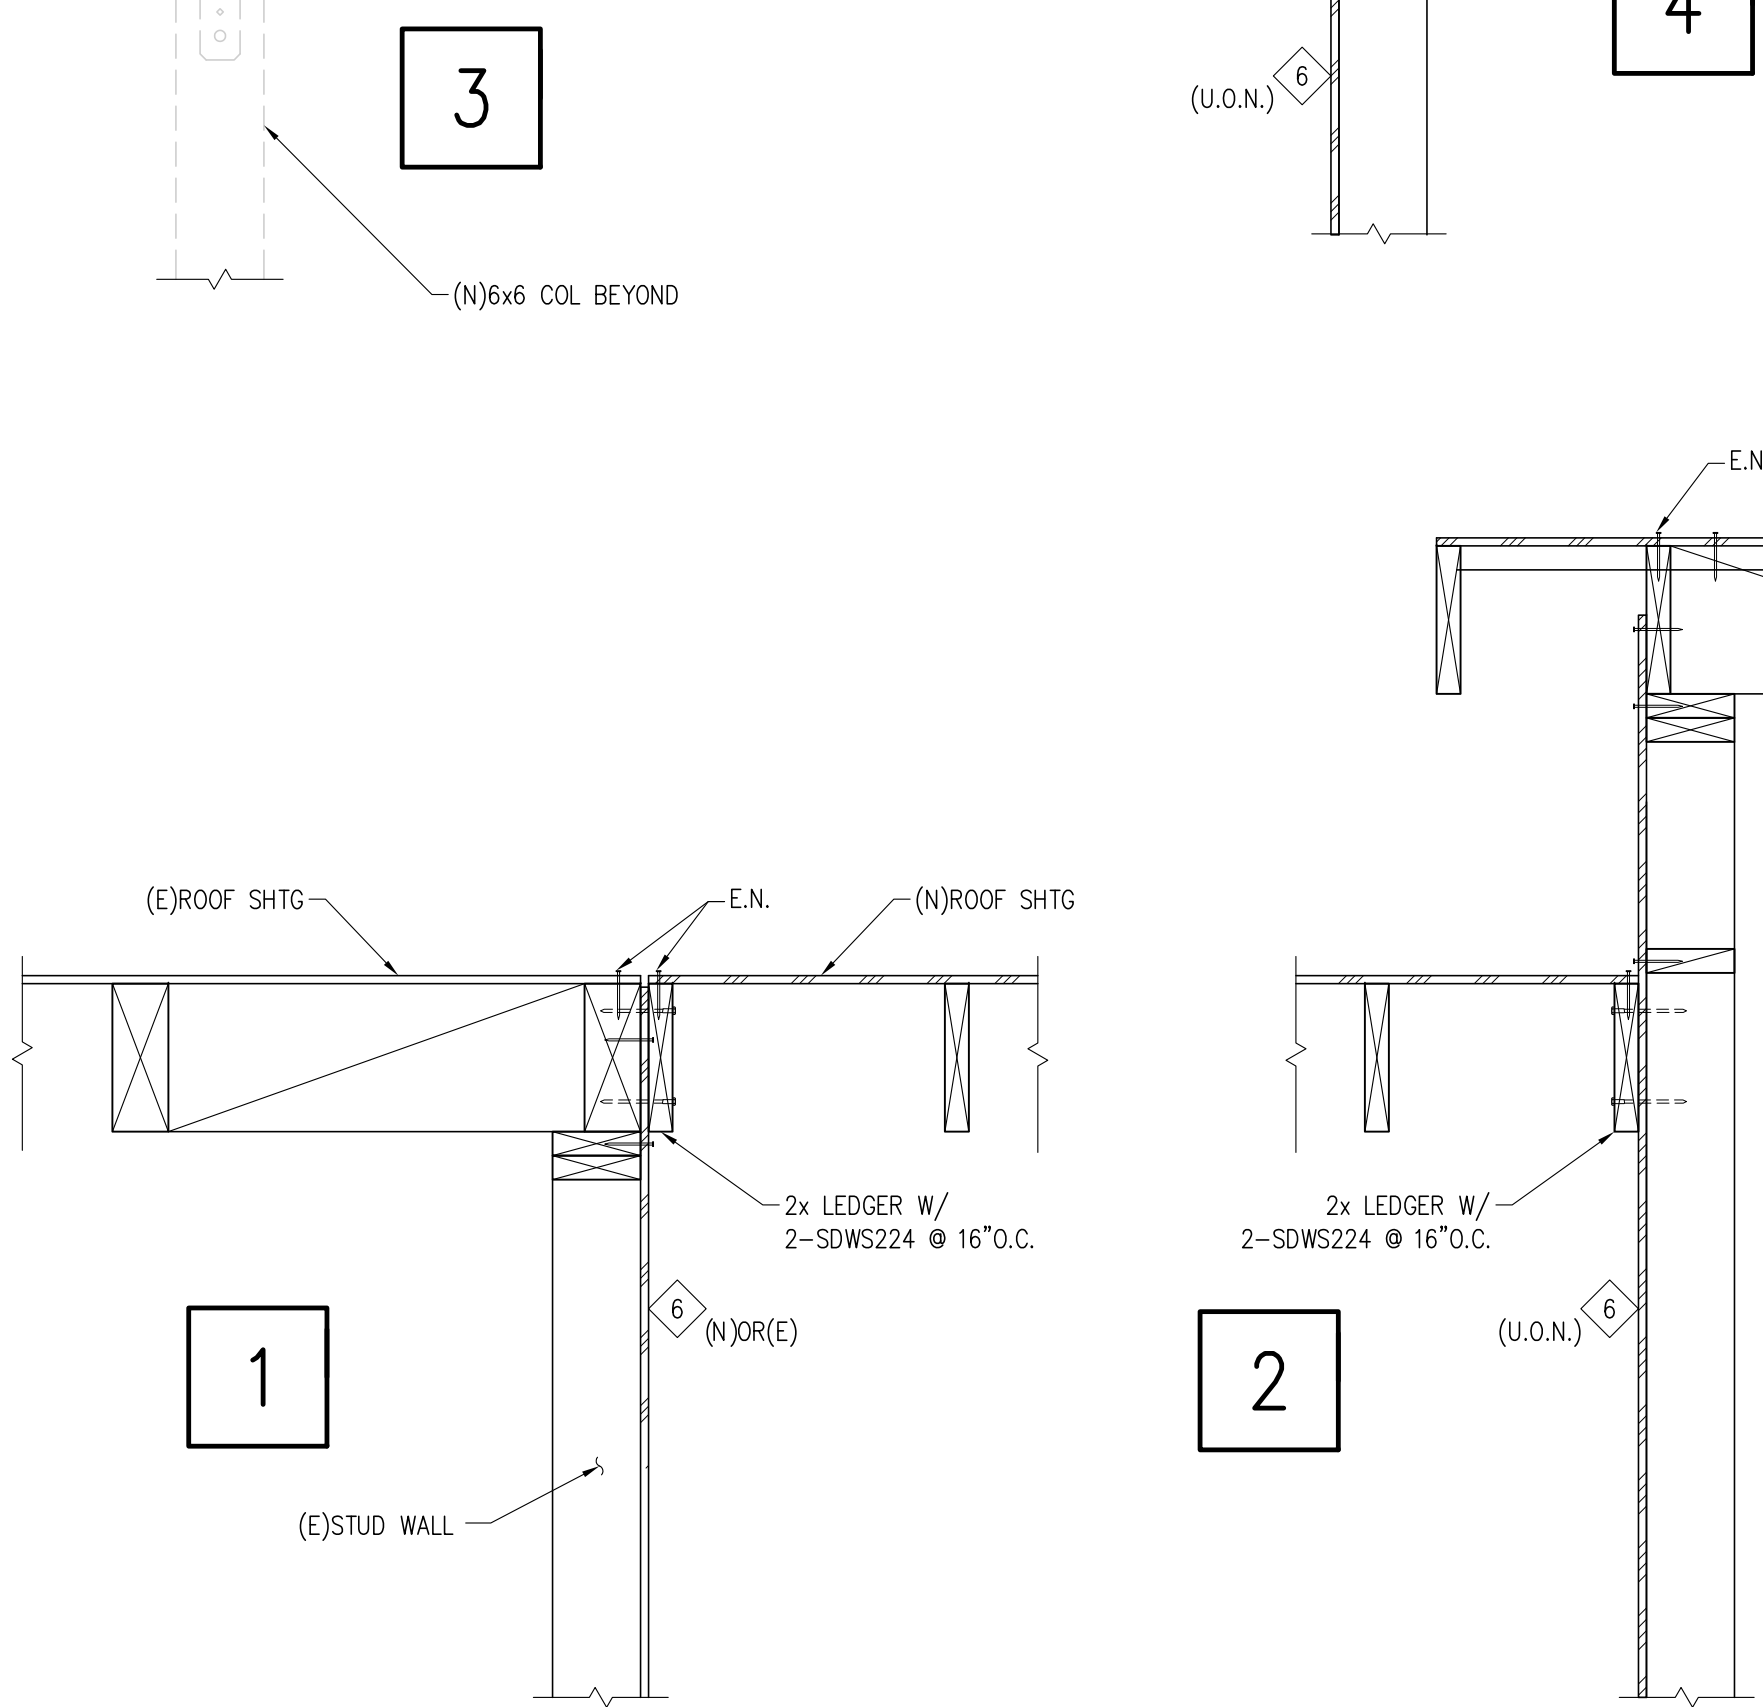 4
3
6
(U.O.N.)
(N)6x6 COL BEYOND
E.N
(E)ROOF SHTG
E.N.
(N)ROOF SHTG
2x LEDGER W/
2-SDWS224 @ 16"O.C.
2x LEDGER W/
2-SDWS224 @ 16"O.C.
6
(N)OR(E)
6
(U.O.N.)
1
2
(E)STUD WALL